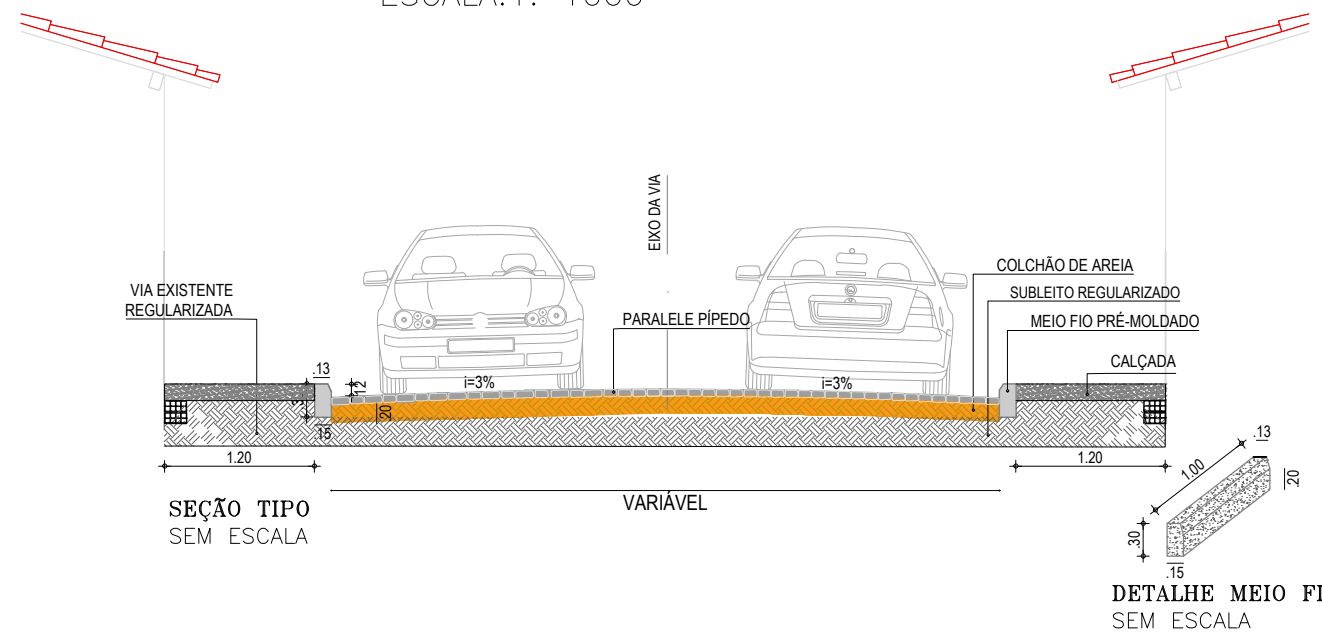 EIXO DA VIA
COLCHÃO DE AREIA
SUBLEITO REGULARIZADO
VIA EXISTENTE
REGULARIZADA
PARALELE PÍPEDO
MEIO FIO PRÉ-MOLDADO
CALÇADA
.13
.12
i=3%
i=3%
.20
.15
1.20
1.20
VARIÁVEL
SEÇÃO TIPO
SEM ESCALA
.13
1.00
.20
.30
.15
DETALHE MEIO FI
SEM ESCALA